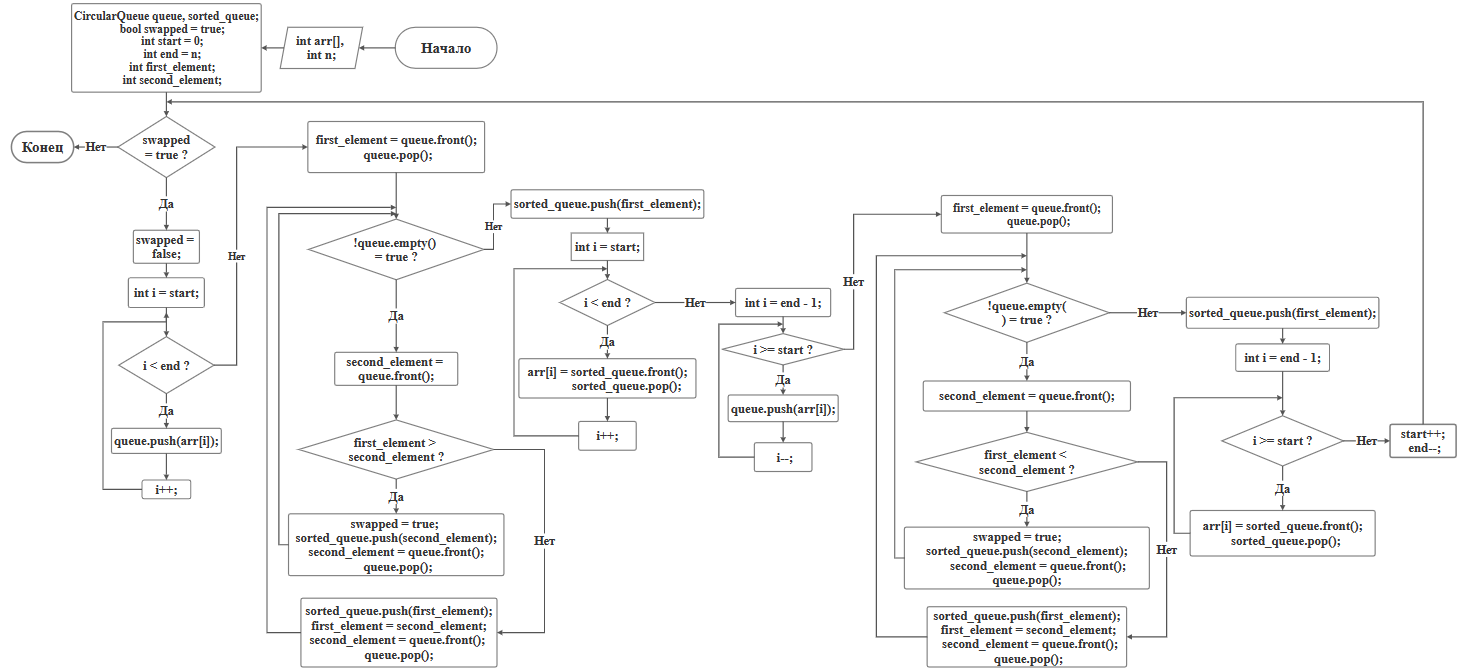 Начало
int arr[],
int n;
CircularQueue queue, sorted_queue;
bool swapped = true;
int start = 0;
int end = n;
int first_element;
int second_element;
swapped
= true ?
Нет
Конец
Да
swapped =
false;
int i = start;
i < end ?
Да
queue.push(arr[i]);
i++;
Нет
first_element = queue.front();
queue.pop();
!queue.empty()
= true ?
Да
second_element =
queue.front();
first_element >
second_element ?
Да
swapped = true;
sorted_queue.push(second_element);
second_element = queue.front();
queue.pop();
Нет
sorted_queue.push(first_element);
first_element = second_element;
second_element = queue.front();
queue.pop();
Нет
sorted_queue.push(first_element);
int i = start;
i < end ?
Да
arr[i] = sorted_queue.front();
sorted_queue.pop();
i++;
Нет
int i = end - 1;
i >= start ?
Да
queue.push(arr[i]);
i--;
Нет
first_element = queue.front();
queue.pop();
!queue.empty(
) = true ?
Да
second_element = queue.front();
first_element <
second_element ?
Да
swapped = true;
sorted_queue.push(second_element);
second_element = queue.front();
queue.pop();
Нет
sorted_queue.push(first_element);
first_element = second_element;
second_element = queue.front();
queue.pop();
Нет
sorted_queue.push(first_element);
int i = end - 1;
i >= start ?
Да
arr[i] = sorted_queue.front();
sorted_queue.pop();
Нет
start++;
end--;